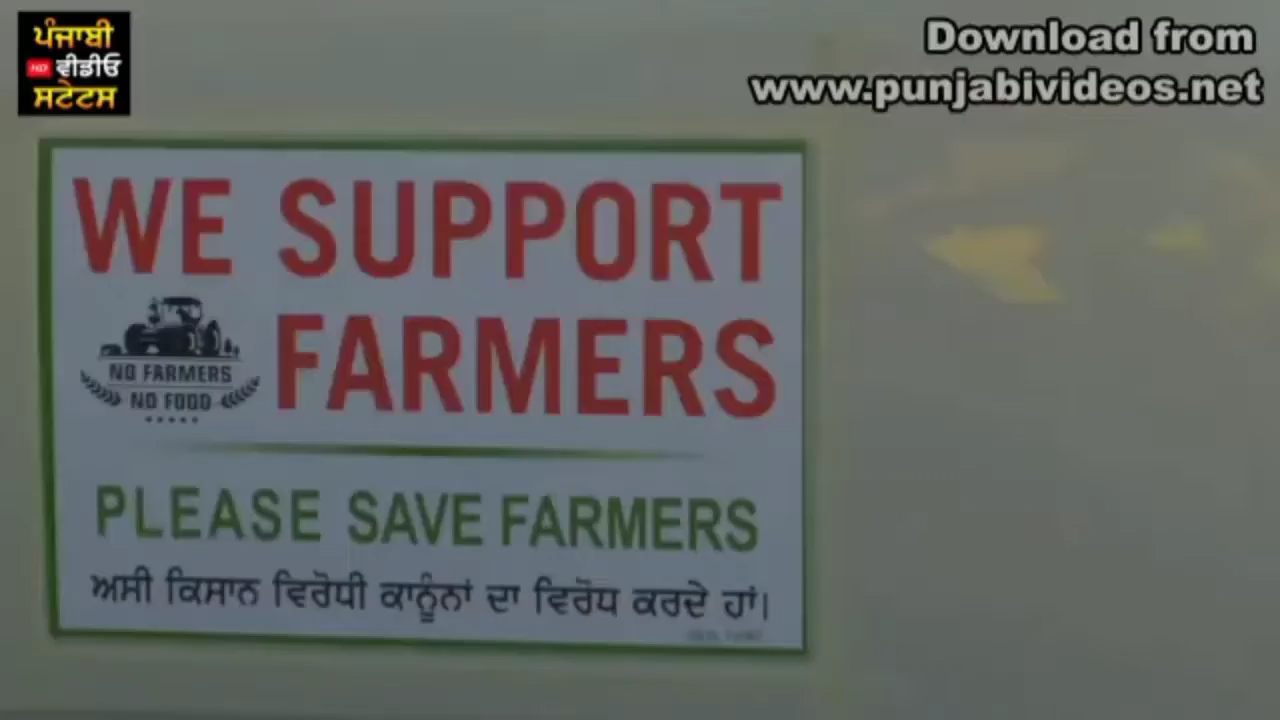 ਪੰਜਾਬੀ
HD ਵੀਡੀਓ
ਸਟੇਟਸ
Download from
www.punjabivideos.net
WE SUPPORT
FARMERS
NO FARMERS
NO FOOD
PLEASE SAVE FARMERS
ਅਸੀ ਕਿਸਾਨ ਵਿਰੋਧੀ ਕਾਨੂੰਨਾਂ ਦਾ ਵਿਰੋਧ ਕਰਦੇ ਹਾਂ।